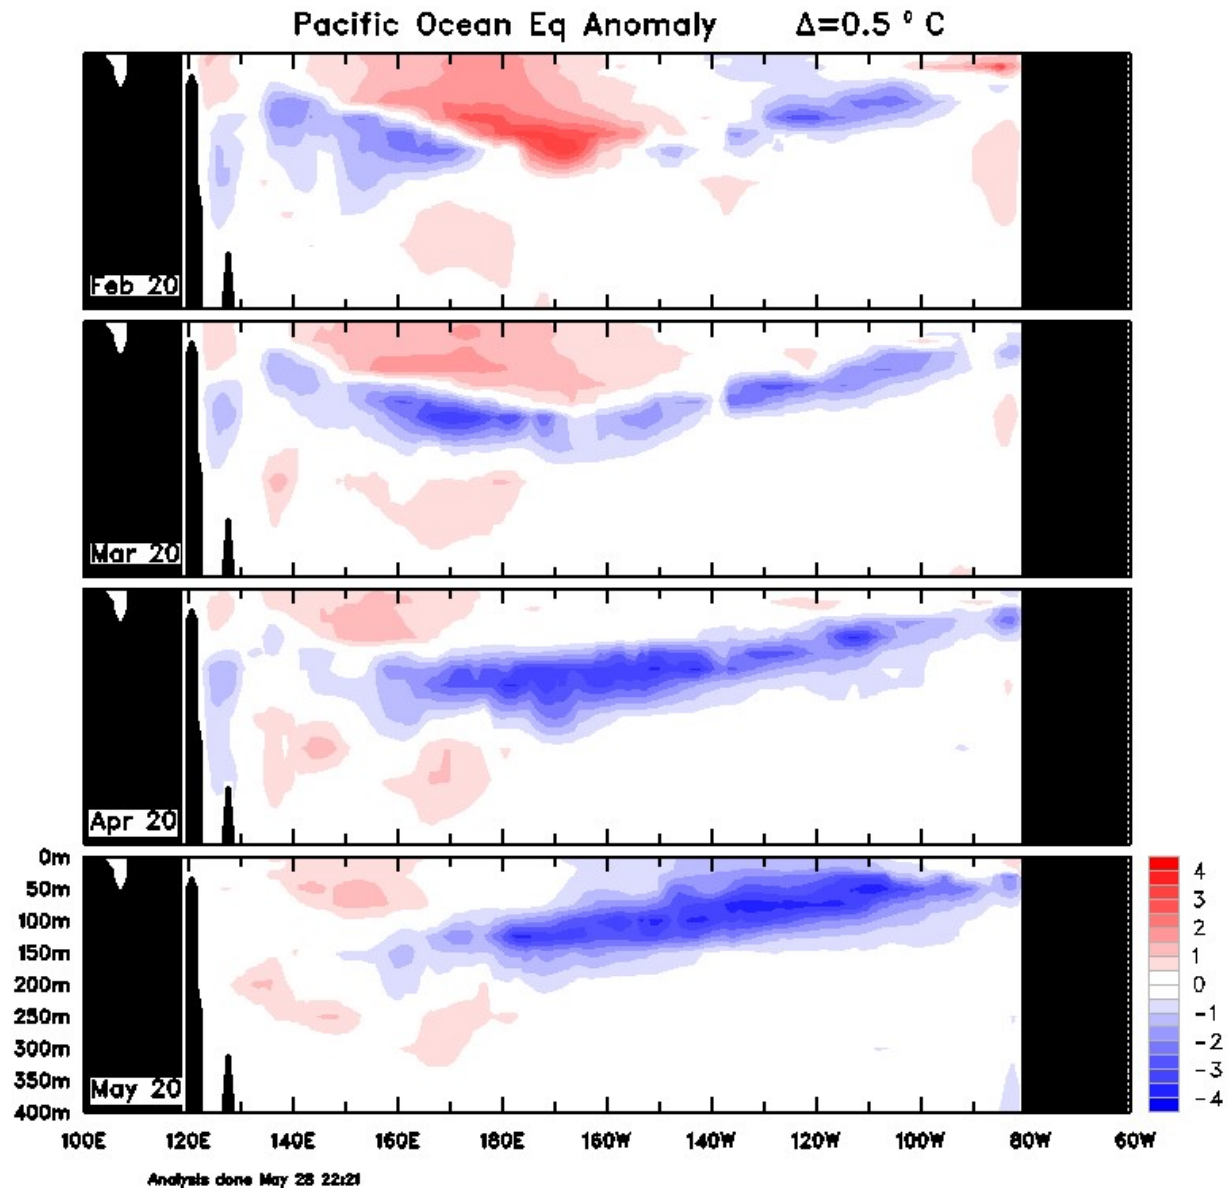 Pacific Ocean Eq Anomaly Δ=0.5 ° C
Feb 20
Mar 20
Apr 20
May 20
0m
50m
100m
150m
200m
250m
300m
350m
400m
100E 120E 140E 160E 180E 160W 140W 120W 100W 80W 60W
4
3
2
1
0
-1
-2
-3
-4
Analysis done May 28 22:21